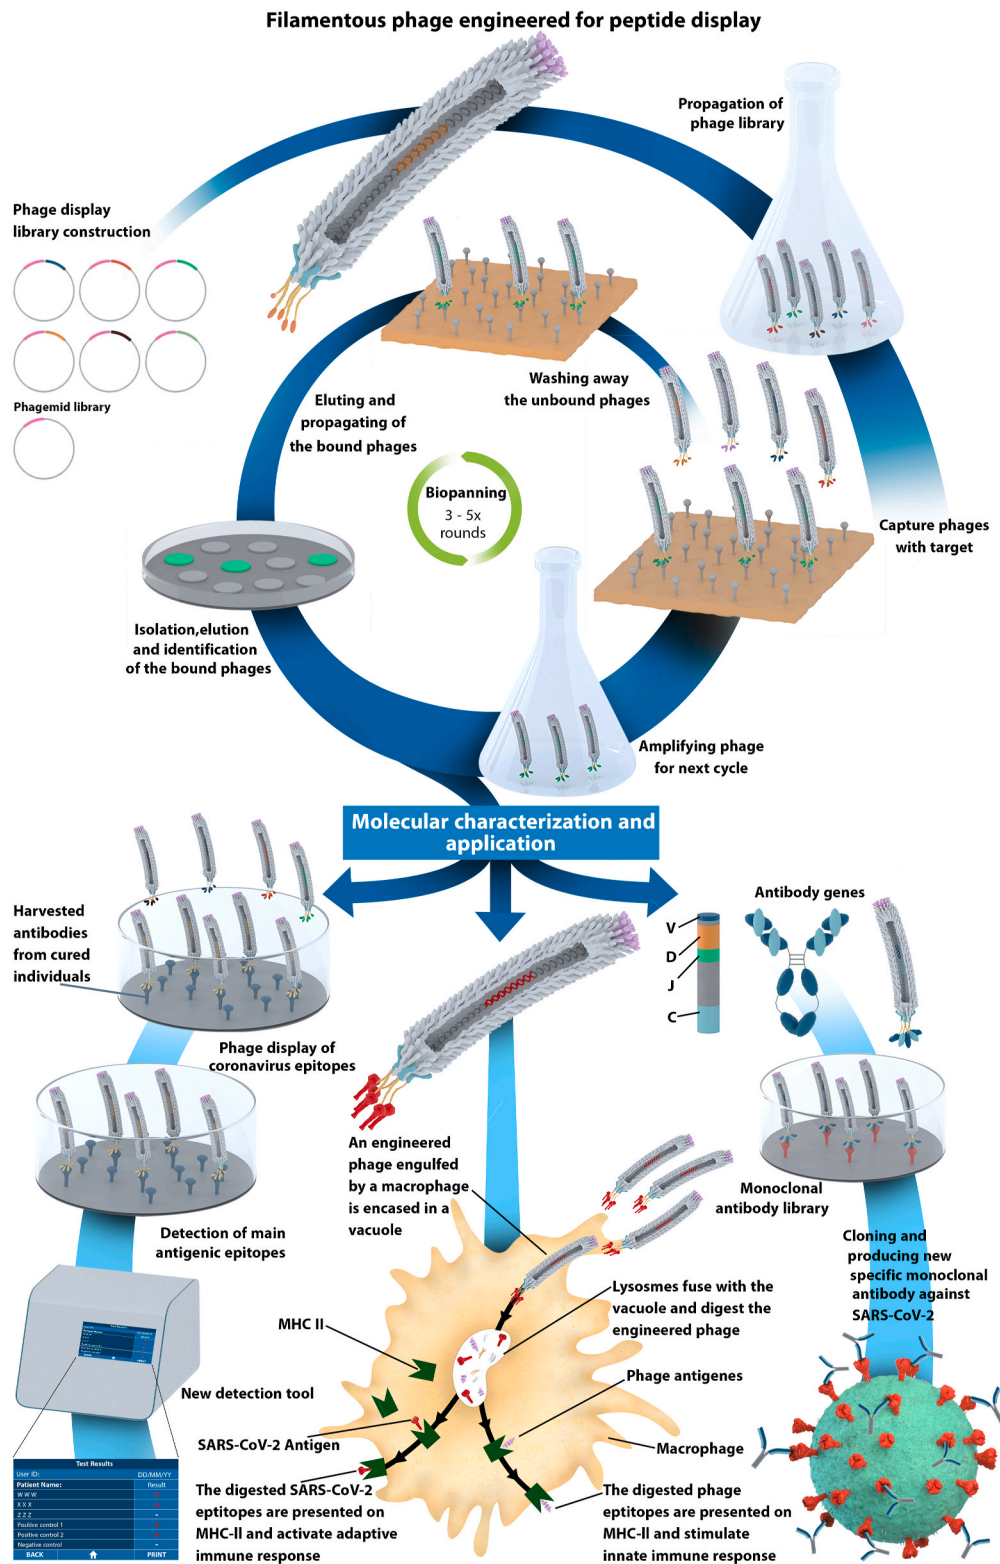 Filamentous phage engineered for peptide display
Propagation of
phage library
Phage display
library construction
Phagemid library
Eluting and
propagating of
the bound phages
Washing away
the unbound phages
Biopanning
3 - 5x
rounds
Capture phages
with target
Isolation,elution
and identification
of the bound phages
Amplifying phage
for next cycle
Molecular characterization and
application
Harvested
antibodies
from cured
individuals
Phage display of
coronavirus epitopes
Detection of main
antigenic epitopes
New detection tool
Test Results
User ID:
DD/MM/YY
Patient Name:
Result
W W W
X X X
Z Z Z
-
Positive control 1
Positive control 2
Negative control
-
BACK
PRINT
An engineered
phage engulfed
by a macrophage
is encased in a
vacuole
MHC II
SARS-CoV-2 Antigen
The digested SARS-CoV-2
eptitopes are presented on
MHC-ll and activate adaptive
immune response
Lysosmes fuse with the
vacuole and digest the
engineered phage
Phage antigenes
Macrophage
The digested phage
eptitopes are presented on
MHC-ll and stimulate
innate immune response
Antibody genes
V
D
J
C
Monoclonal
antibody library
Cloning and
producing new
specific monoclonal
antibody against
SARS-CoV-2